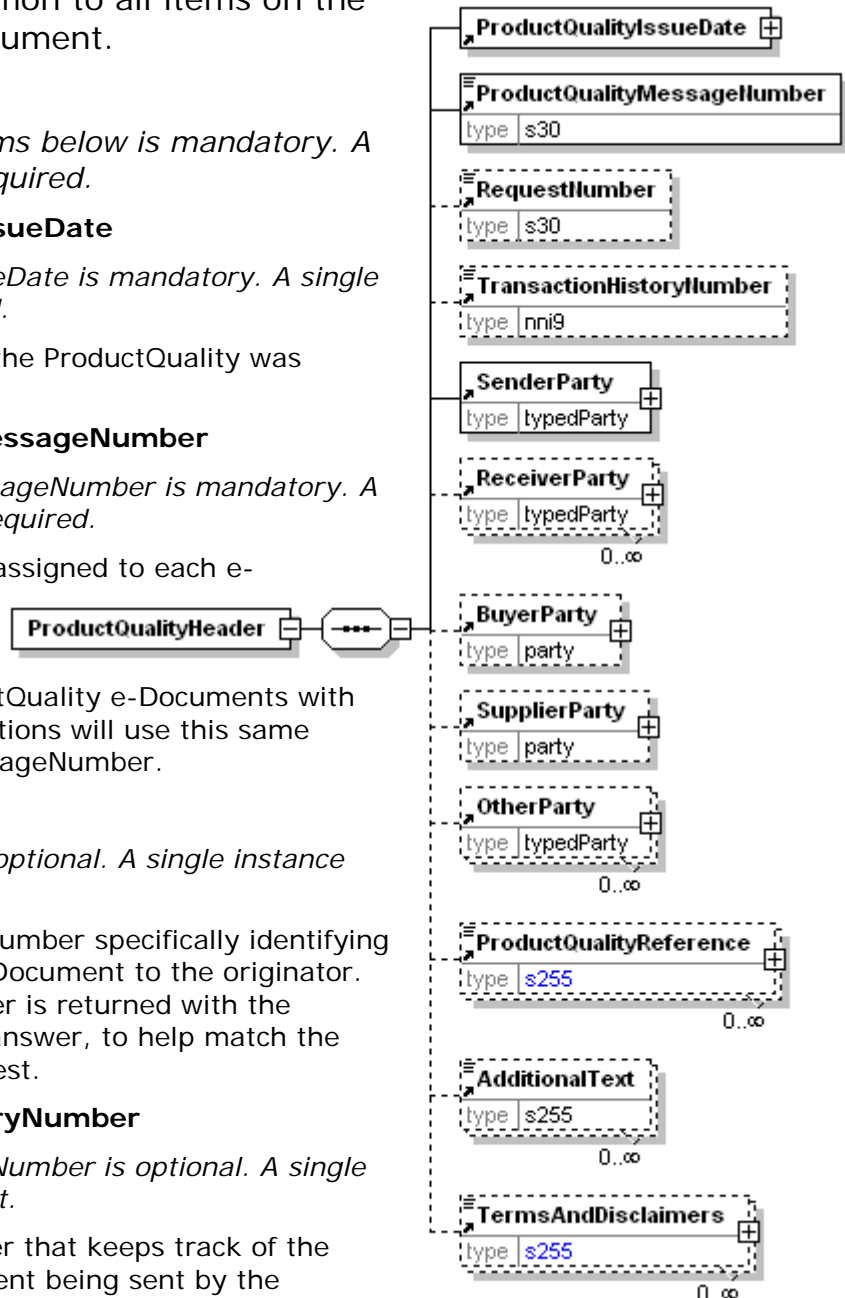 ion to all items on the
ument.
ms below is mandatory. A
quired.
sueDate
eDate is mandatory. A single
.
the ProductQuality was
essageNumber
sageNumber is mandatory. A
equired.
assigned to each e-
tQuality e-Documents with
tions will use this same
ageNumber.
optional. A single instance
umber specifically identifying
Document to the originator.
er is returned with the
answer, to help match the
est.
ryNumber
Number is optional. A single
t.
er that keeps track of the
ent being sent by the
ProductQualityHeader
ProductQualityIssueDate
ProductQualityMessageNumber
type s30
RequestNumber
type s30
TransactionHistoryNumber
type nni9
SenderParty
type typedParty
ReceiverParty
type typedParty
0..∞
BuyerParty
type party
SupplierParty
type party
OtherParty
type typedParty
0..∞
ProductQualityReference
type s255
0..∞
AdditionalText
type s255
0..∞
TermsAndDisclaimers
type s255
0..∞